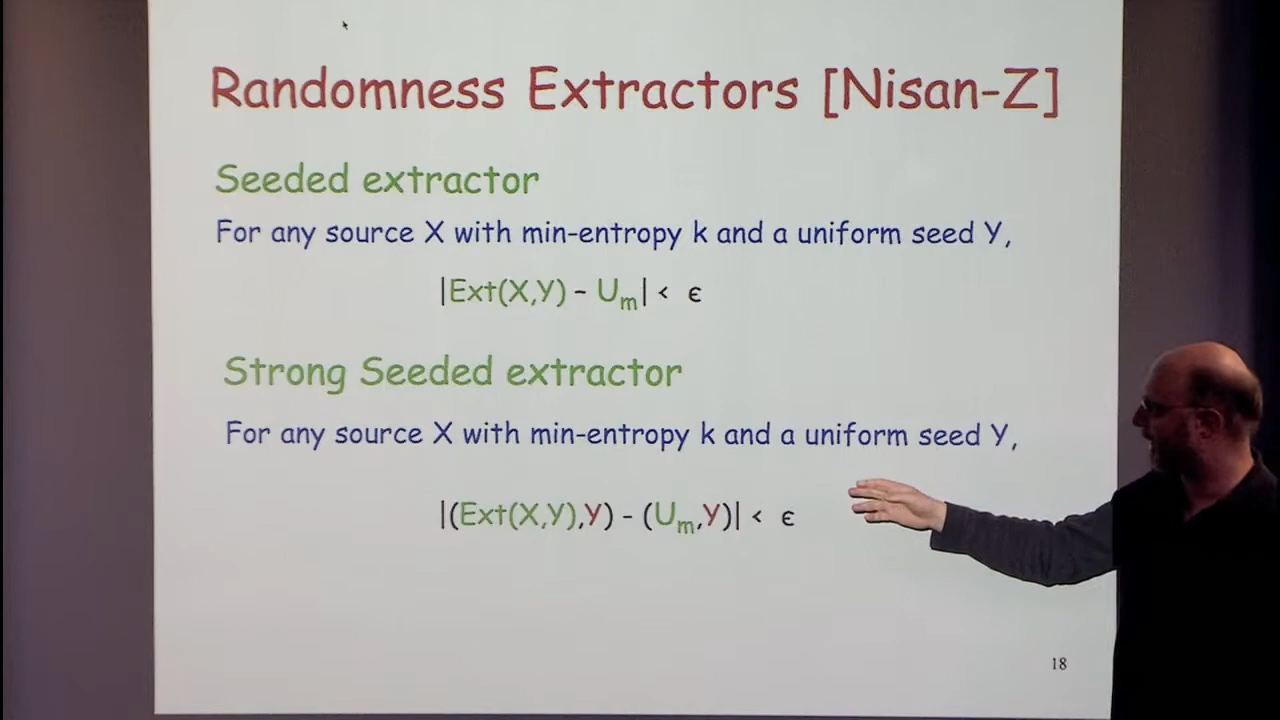 Randomness Extractors [Nisan-Z]
Seeded extractor
For any source X with min-entropy k and a uniform seed Y,
|Ext(X,Y) - Um| < ϵ
Strong Seeded extractor
For any source X with min-entropy k and a uniform seed Y,
|(Ext(X,Y),Y) - (Um,Y)| < ϵ
18